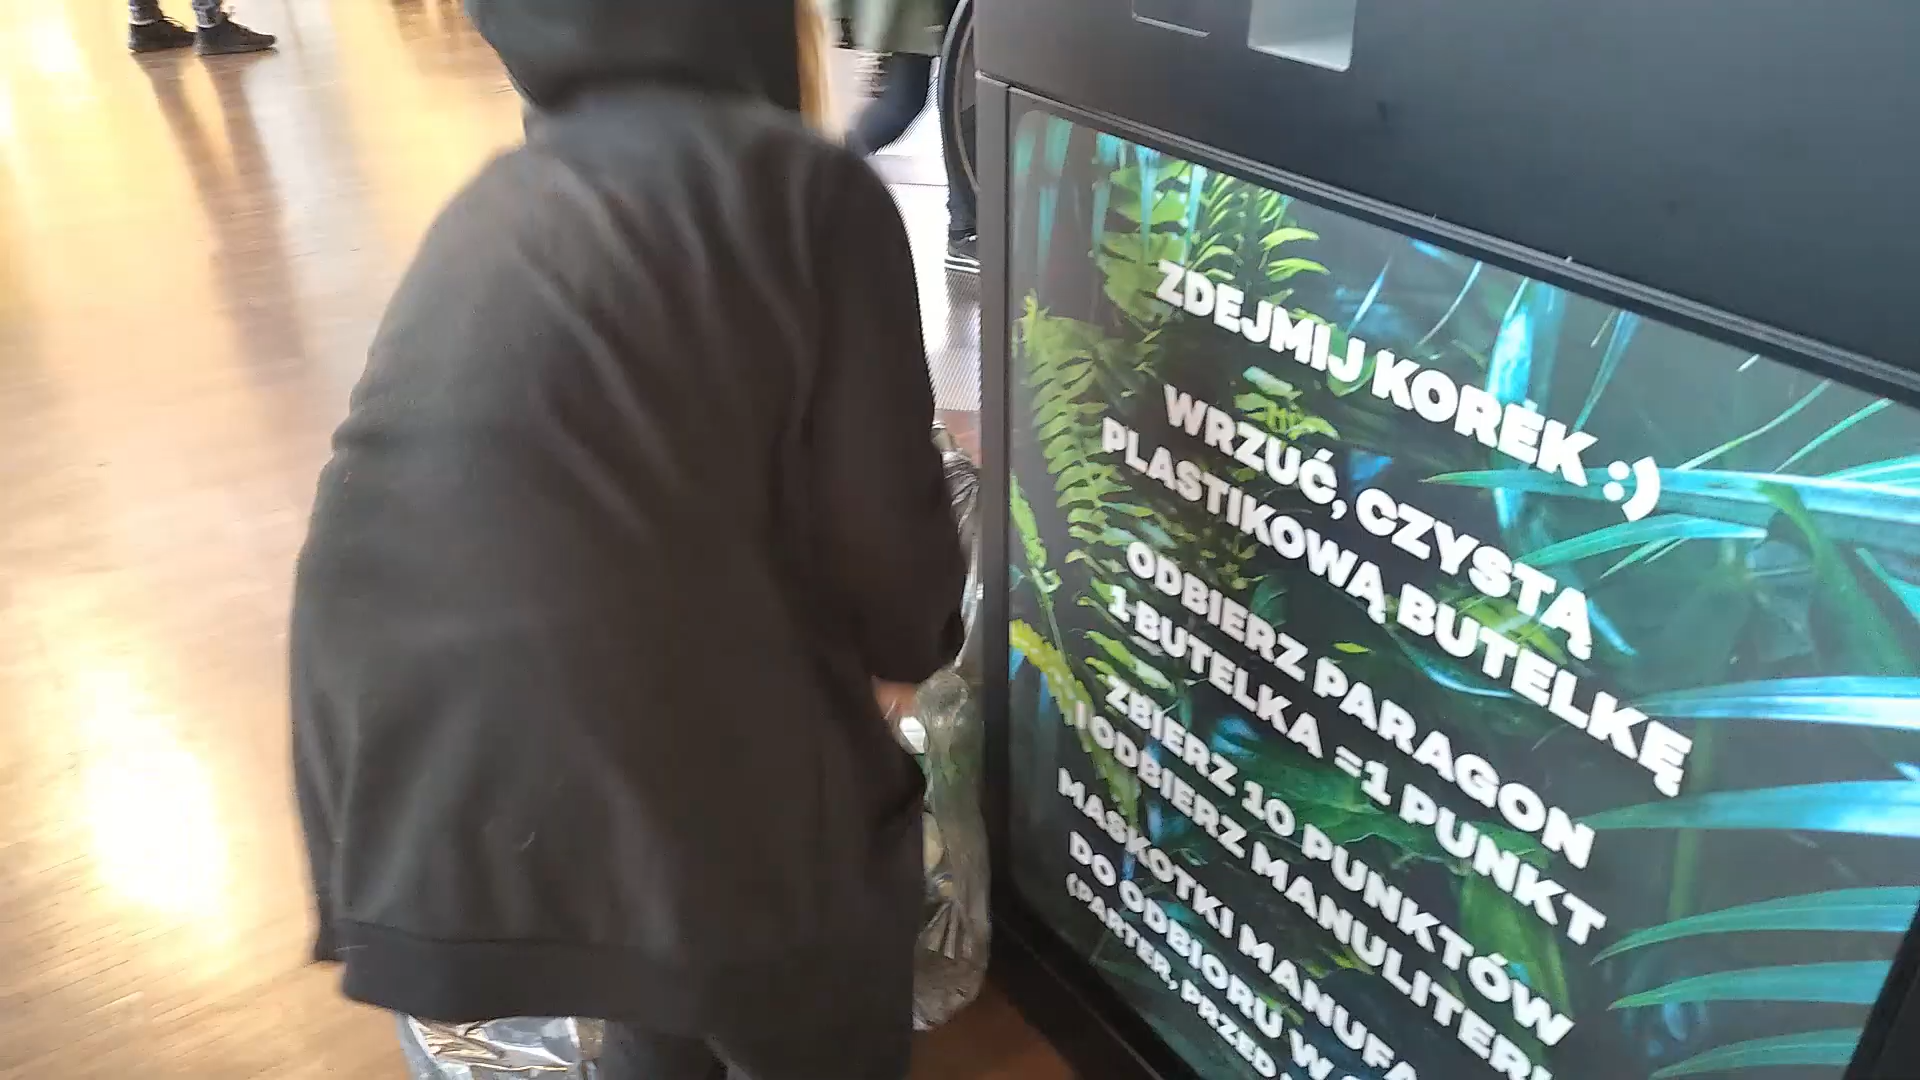 ZDEJMIJ KOREK :)
WRZUĆ, CZYSTĄ
PLASTIKOWĄ BUTELKĘ
ODBIERZ PARAGON
1 BUTELKA =1 PUNKT
ZBIERZ 10 PUNKTÓW
I ODBIERZ MANULITER
MASKOTKI MANUFA
DO ODBIORU W
(PARTER, PRZED